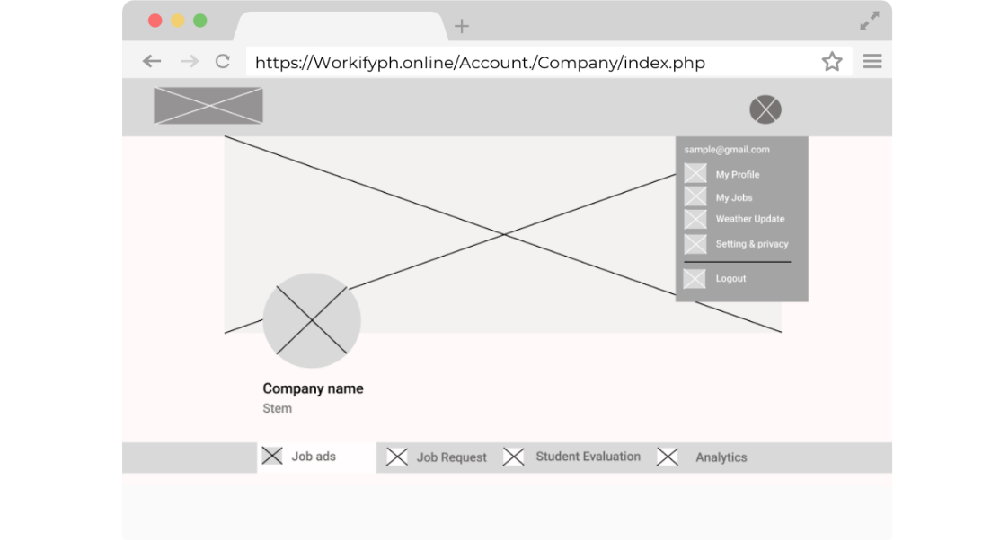 https://Workifyph.online/Account./Company/index.php
sample@gmail.com
My Profile
My Jobs
Weather Update
Setting & privacy
Logout
Company name
Stem
Job ads
Job Request
Student Evaluation
Analytics